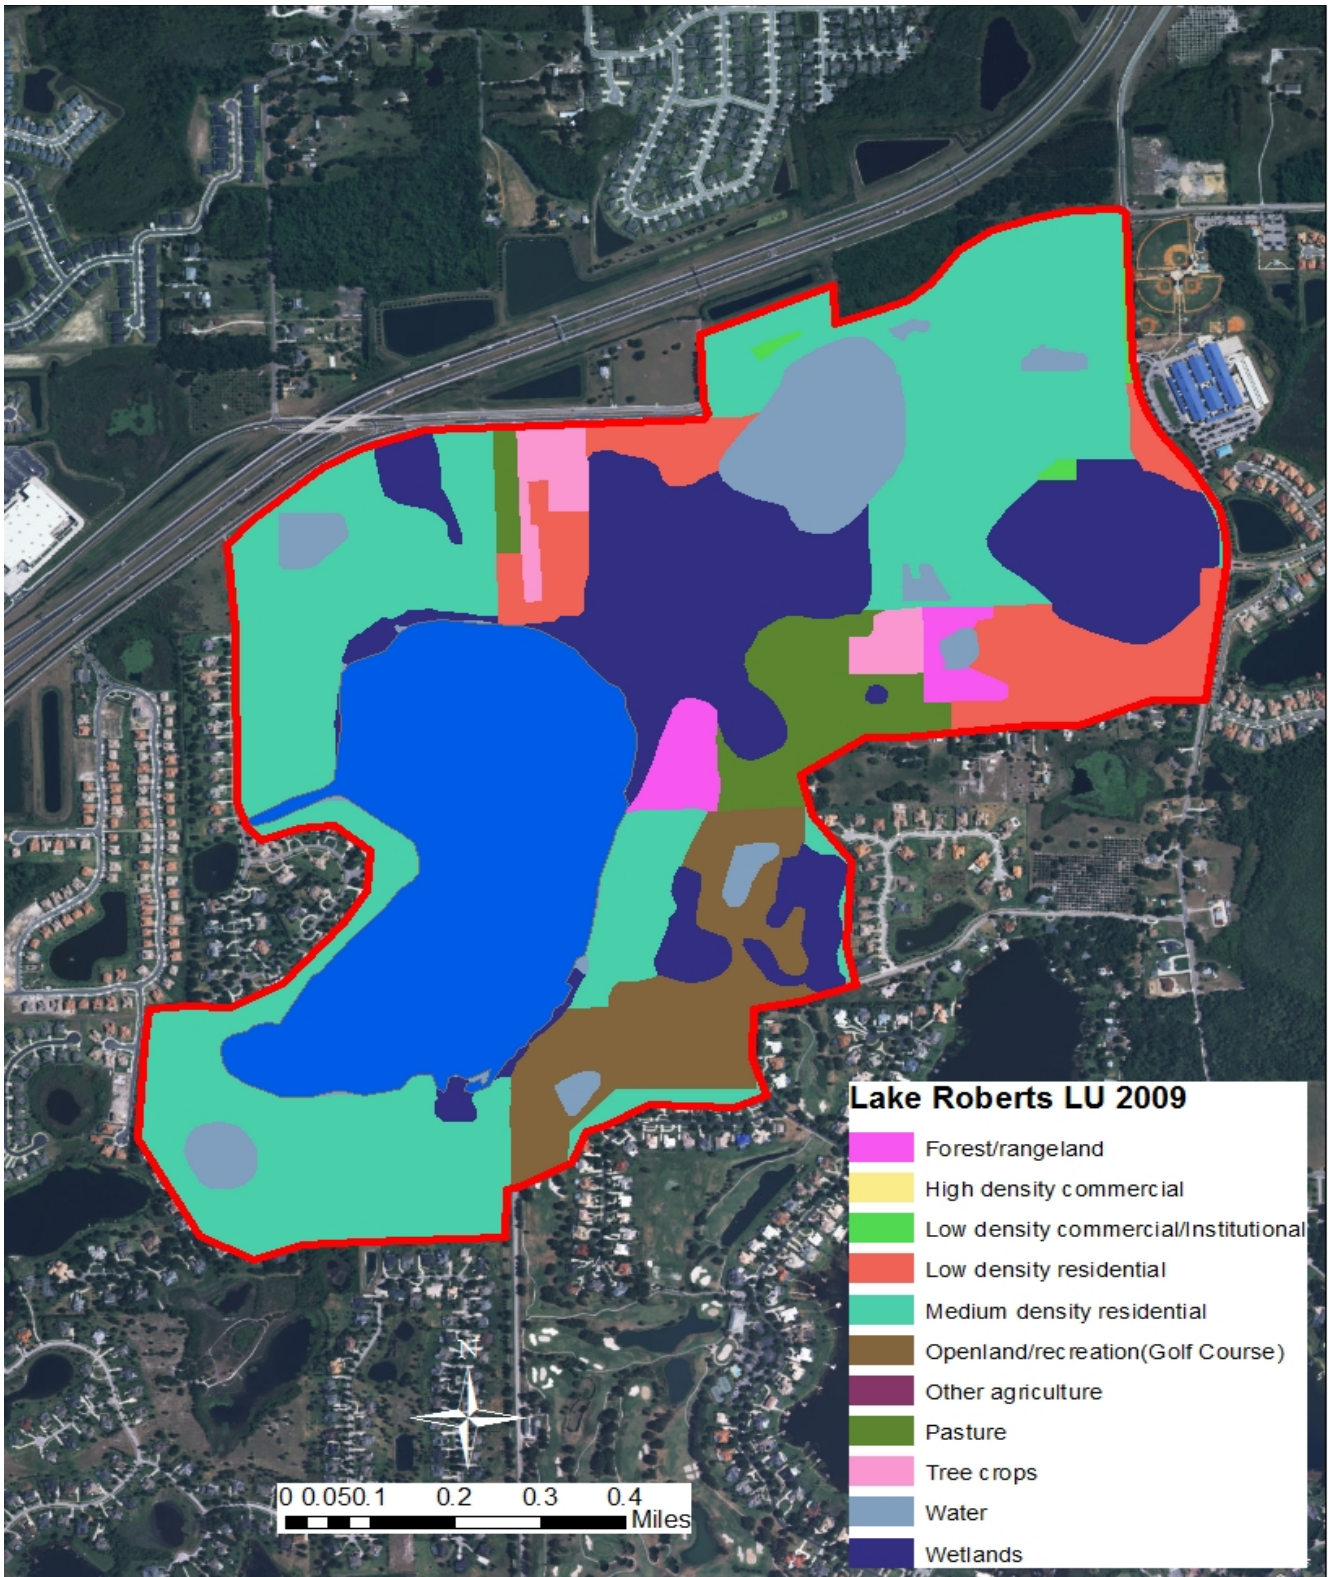 Lake Roberts LU 2009
Forest/rangeland
High density commercial
Low density commercial/Institutional
Low density residential
Medium density residential
Openland/recreation(Golf Course)
Other agriculture
Pasture
Tree crops
Water
Wetlands
N
0 0.050.1 0.2 0.3 0.4
Miles